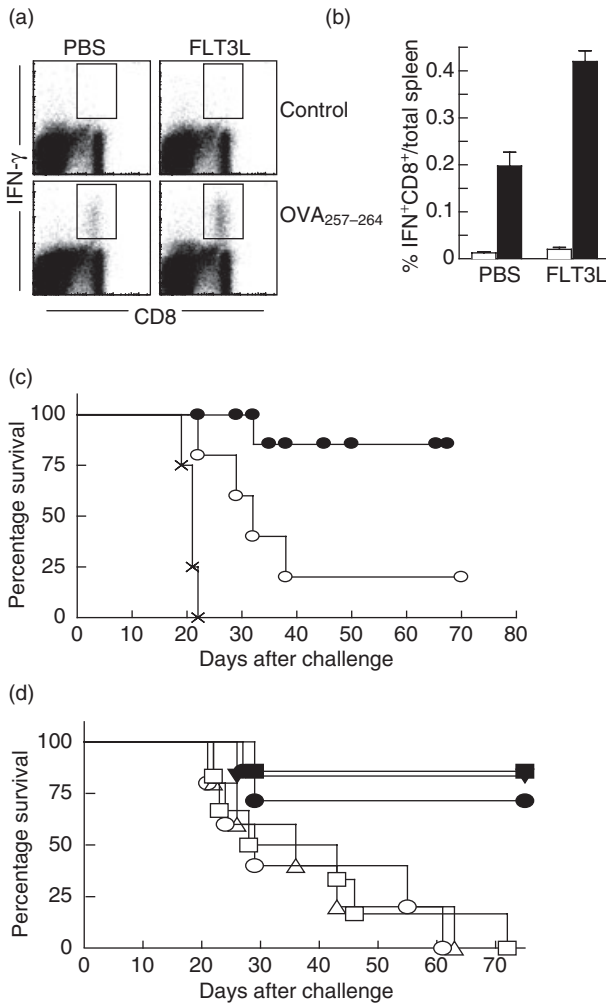 (a)
PBS FLT3L
IFN-γ
Control
OVA257–264
CD8
(b)
% IFN+CD8+/total spleen
0.4
0.2
0.1
0
PBS FLT3L
(c)
Percentage survival
100
75
50
25
0
0 10 20 30 40 50 60 70 80
Days after challenge
(d)
Percentage survival
100
75
50
25
0
0 10 20 30 40 50 60 70
Days after challenge